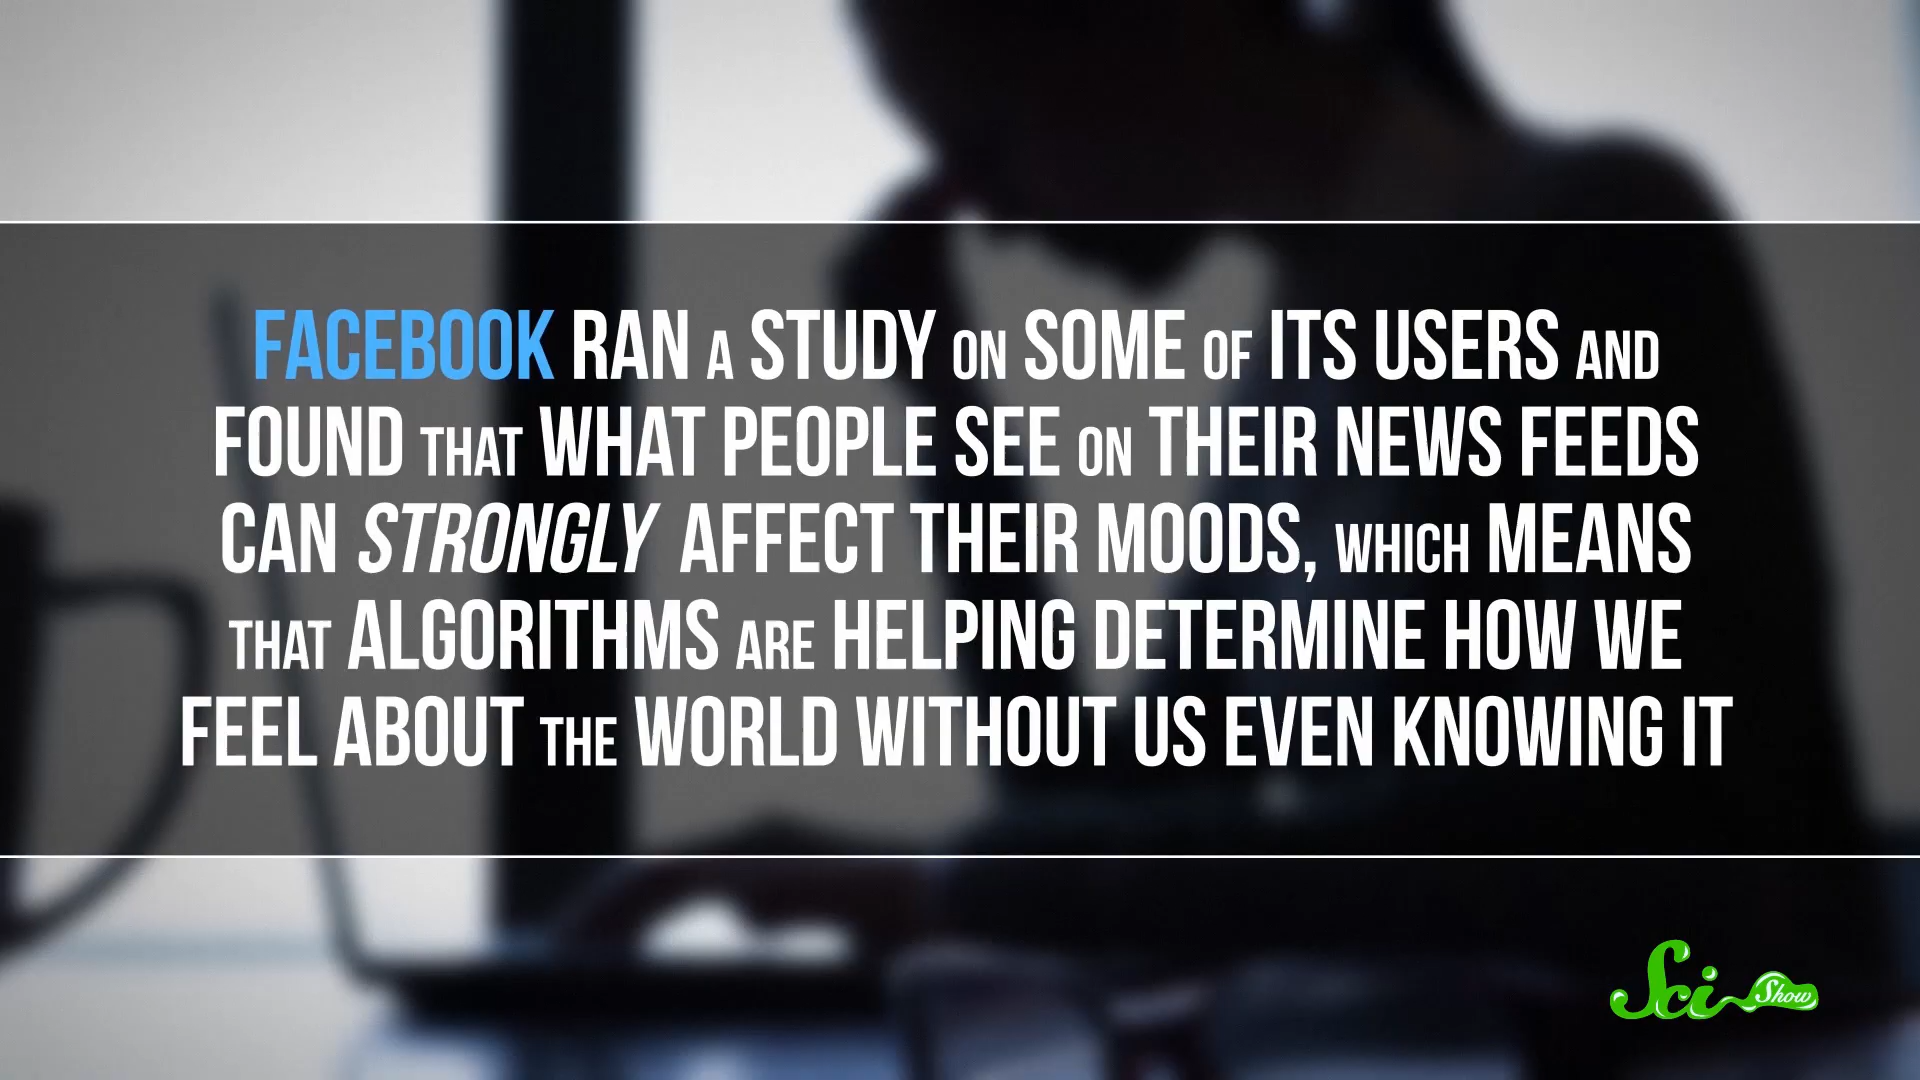 FACEBOOK RAN A STUDY ON SOME OF ITS USERS AND
FOUND THAT WHAT PEOPLE SEE ON THEIR NEWS FEEDS
CAN STRONGLY AFFECT THEIR MOODS, WHICH MEANS
THAT ALGORITHMS ARE HELPING DETERMINE HOW WE
FEEL ABOUT THE WORLD WITHOUT US EVEN KNOWING IT
Sci Show